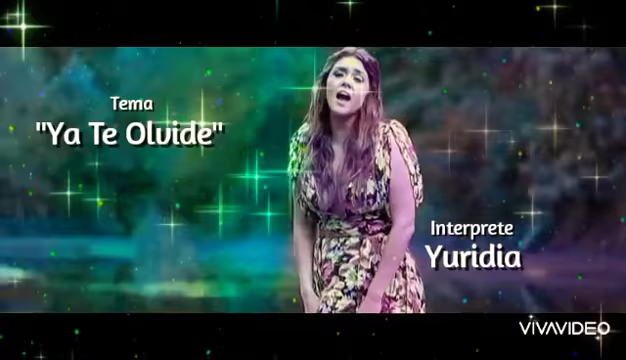 Tema
"Ya Te Olvide"
Interprete
Yuridia
VIVAVIDEO